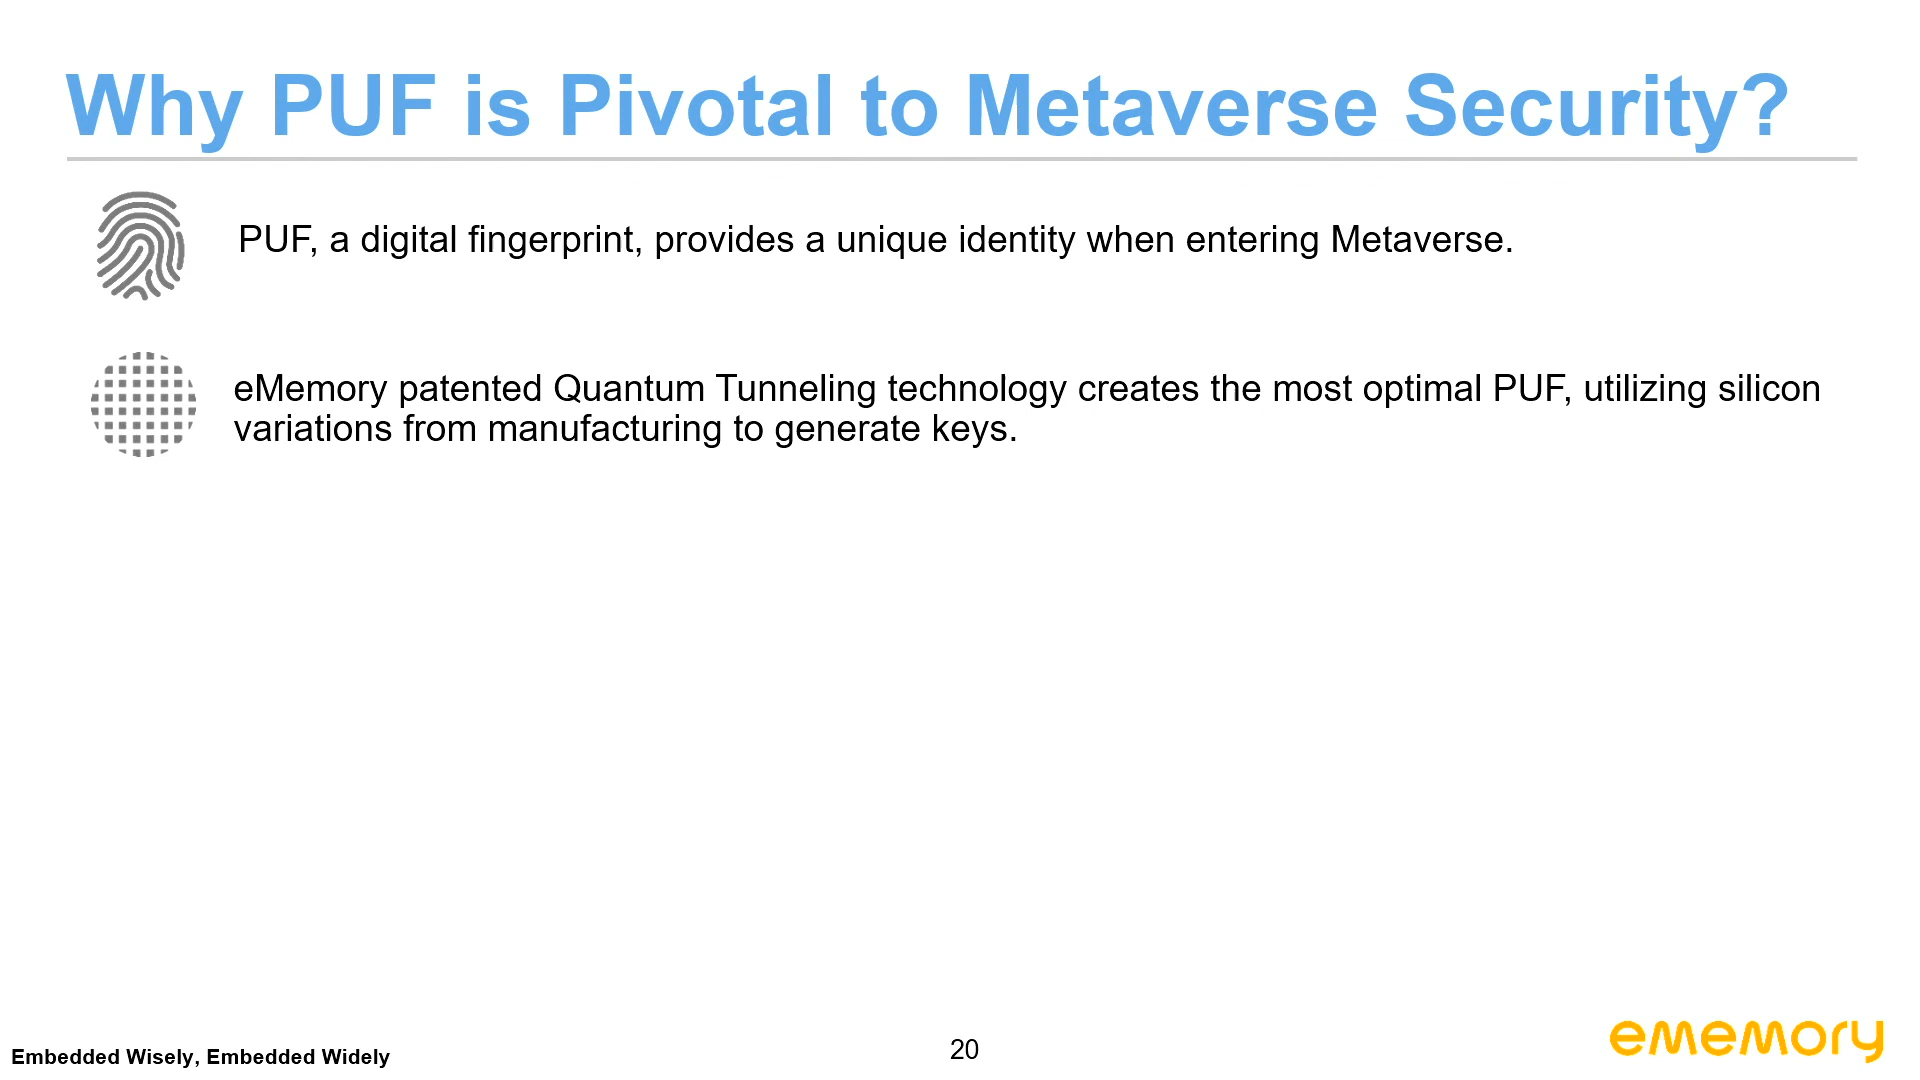 Why PUF is Pivotal to Metaverse Security?
PUF, a digital fingerprint, provides a unique identity when entering Metaverse.
eMemory patented Quantum Tunneling technology creates the most optimal PUF, utilizing silicon
variations from manufacturing to generate keys.
Embedded Wisely, Embedded Widely
20
ememory